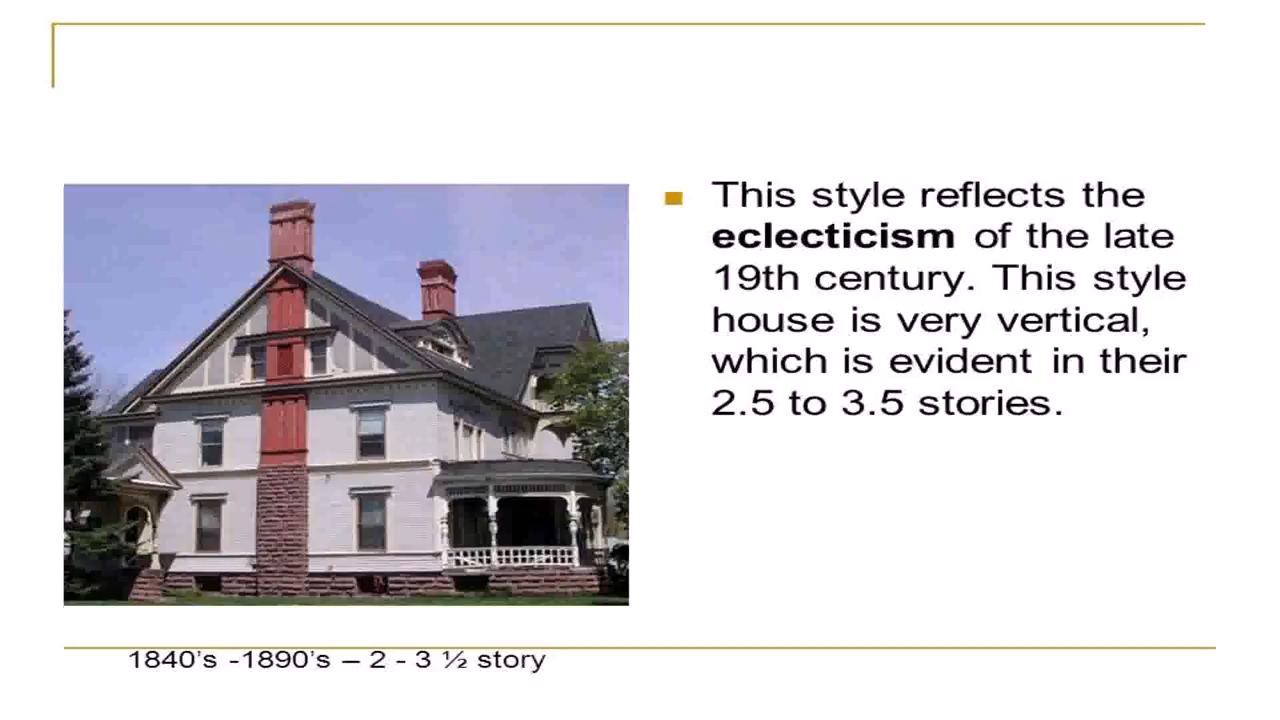 This style reflects the
eclecticism of the late
19th century. This style
house is very vertical,
which is evident in their
2.5 to 3.5 stories.
1840’s -1890’s – 2 - 3 ½ story